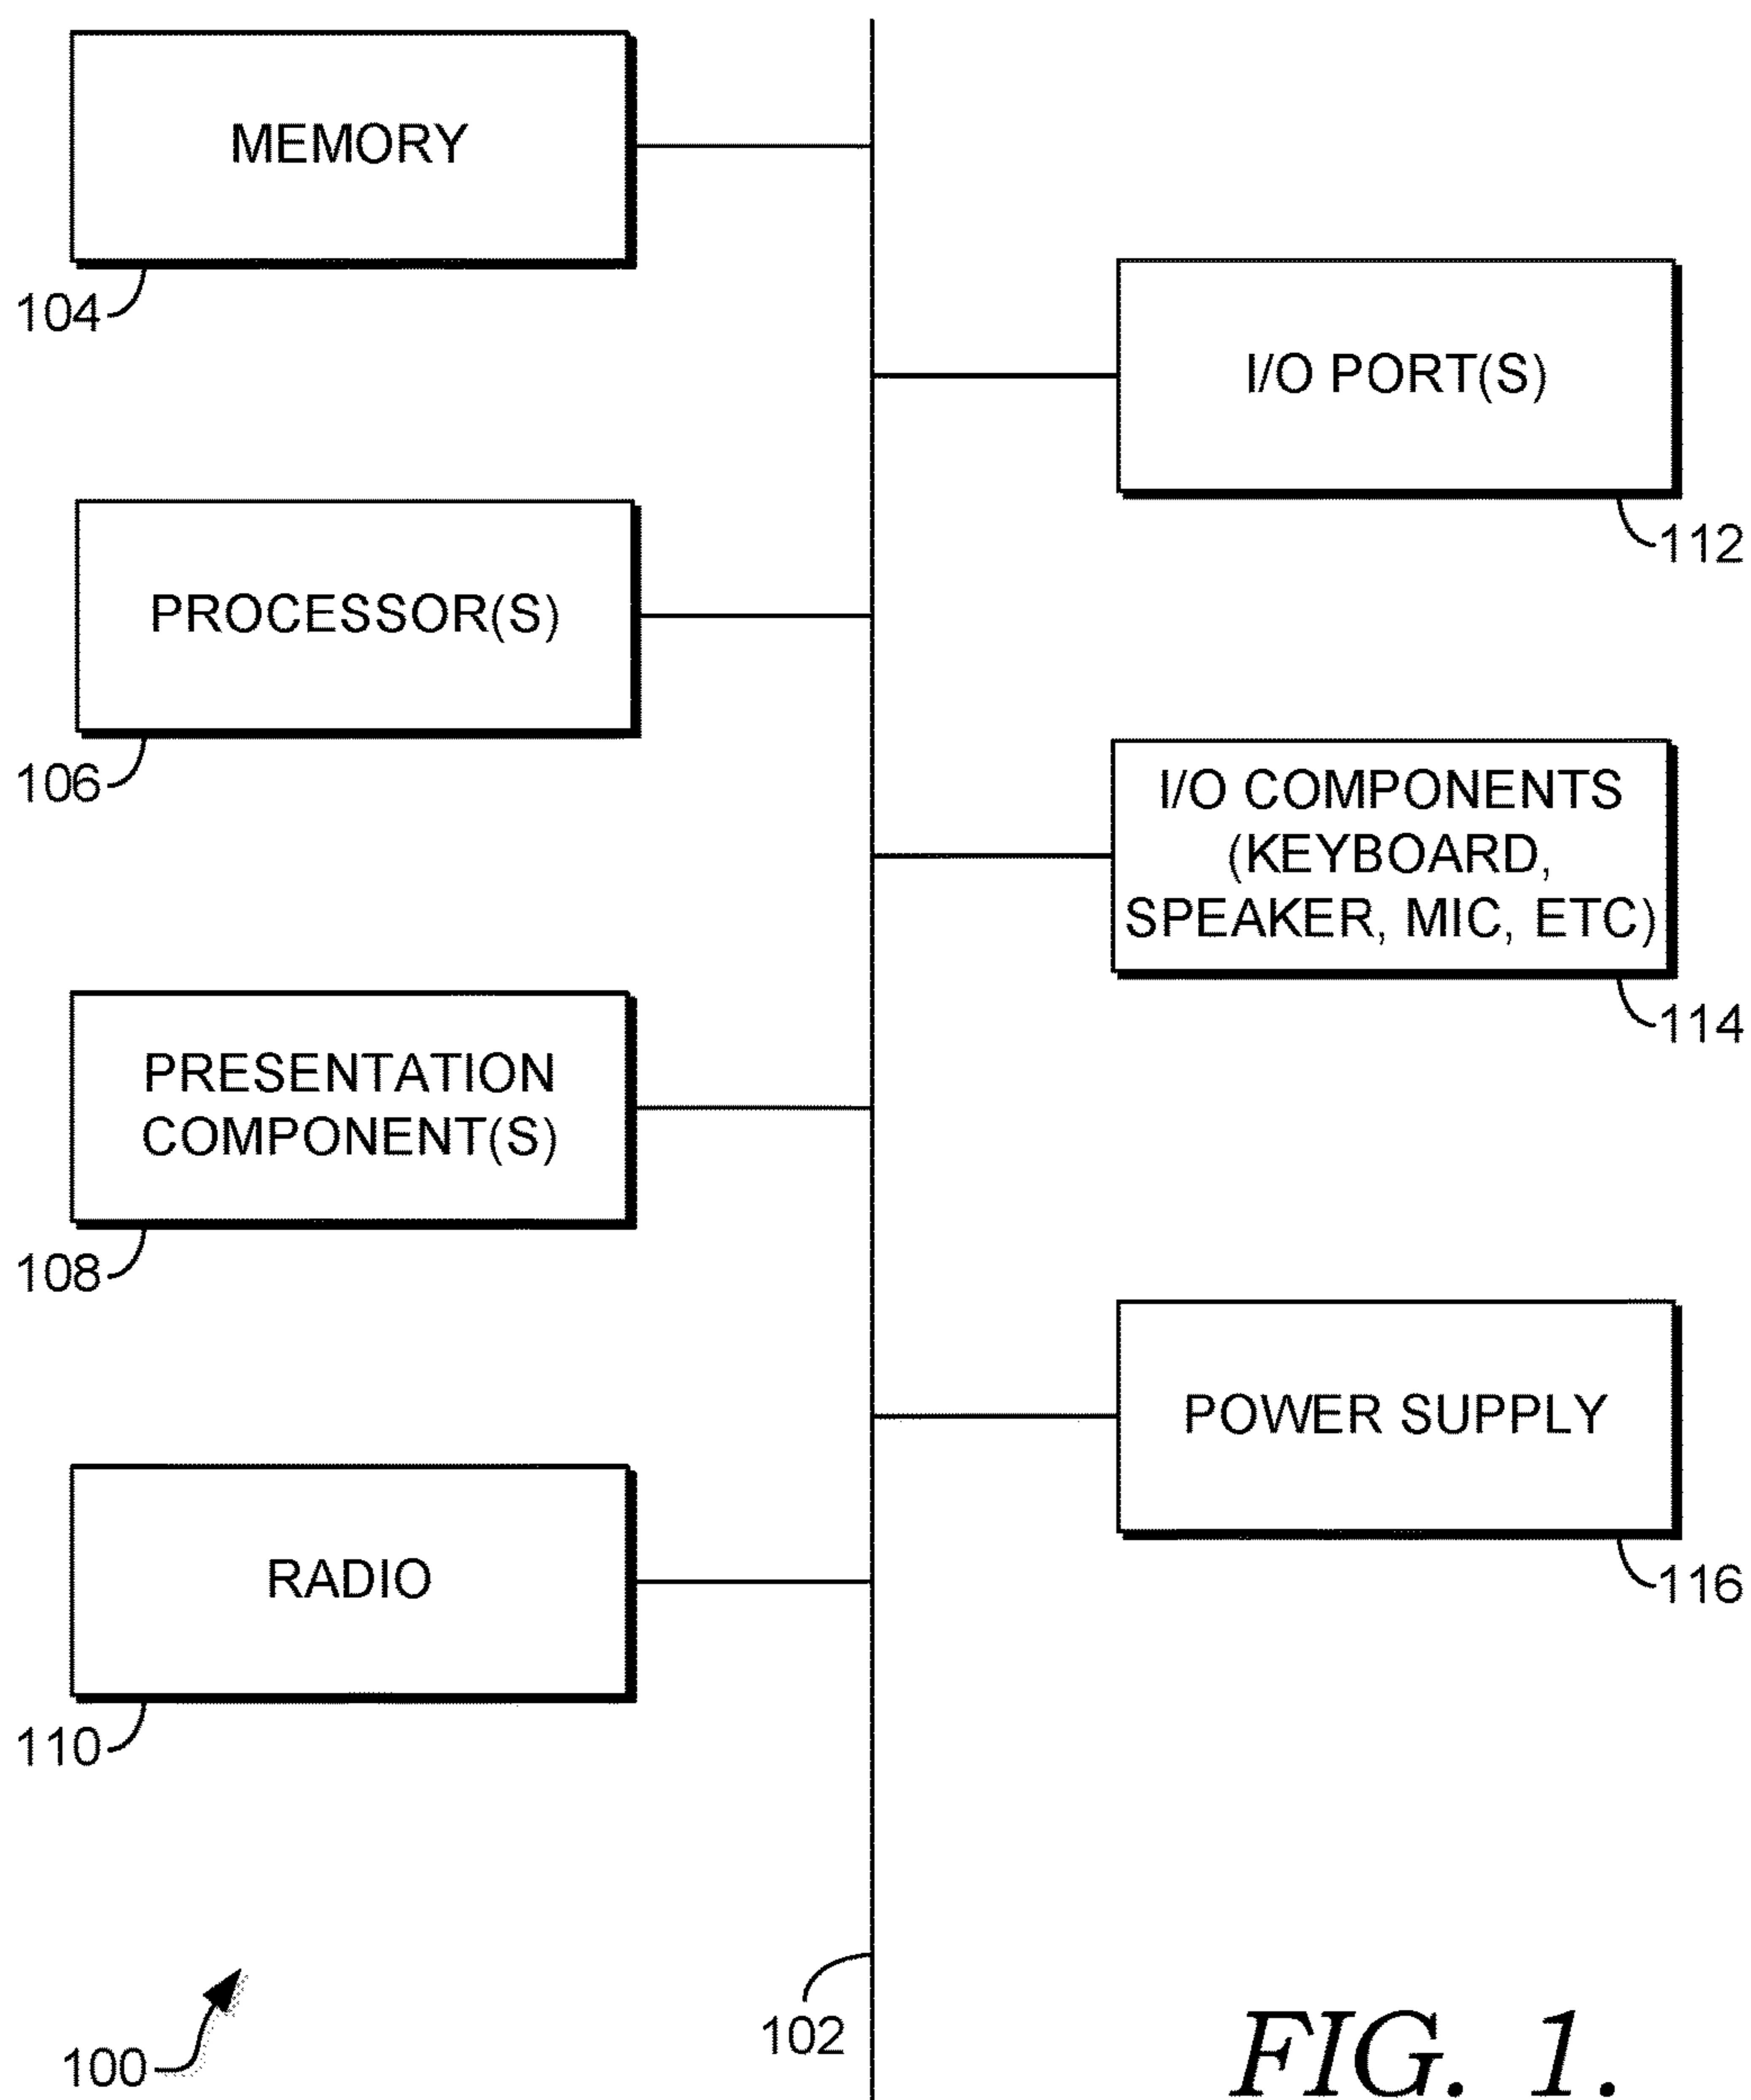 MEMORY
104
I/O PORT(S)
112
PROCESSOR(S)
106
I/O COMPONENTS
(KEYBOARD,
SPEAKER, MIC, ETC)
114
PRESENTATION
COMPONENT(S)
108
POWER SUPPLY
116
RADIO
110
100
102
FIG. 1.